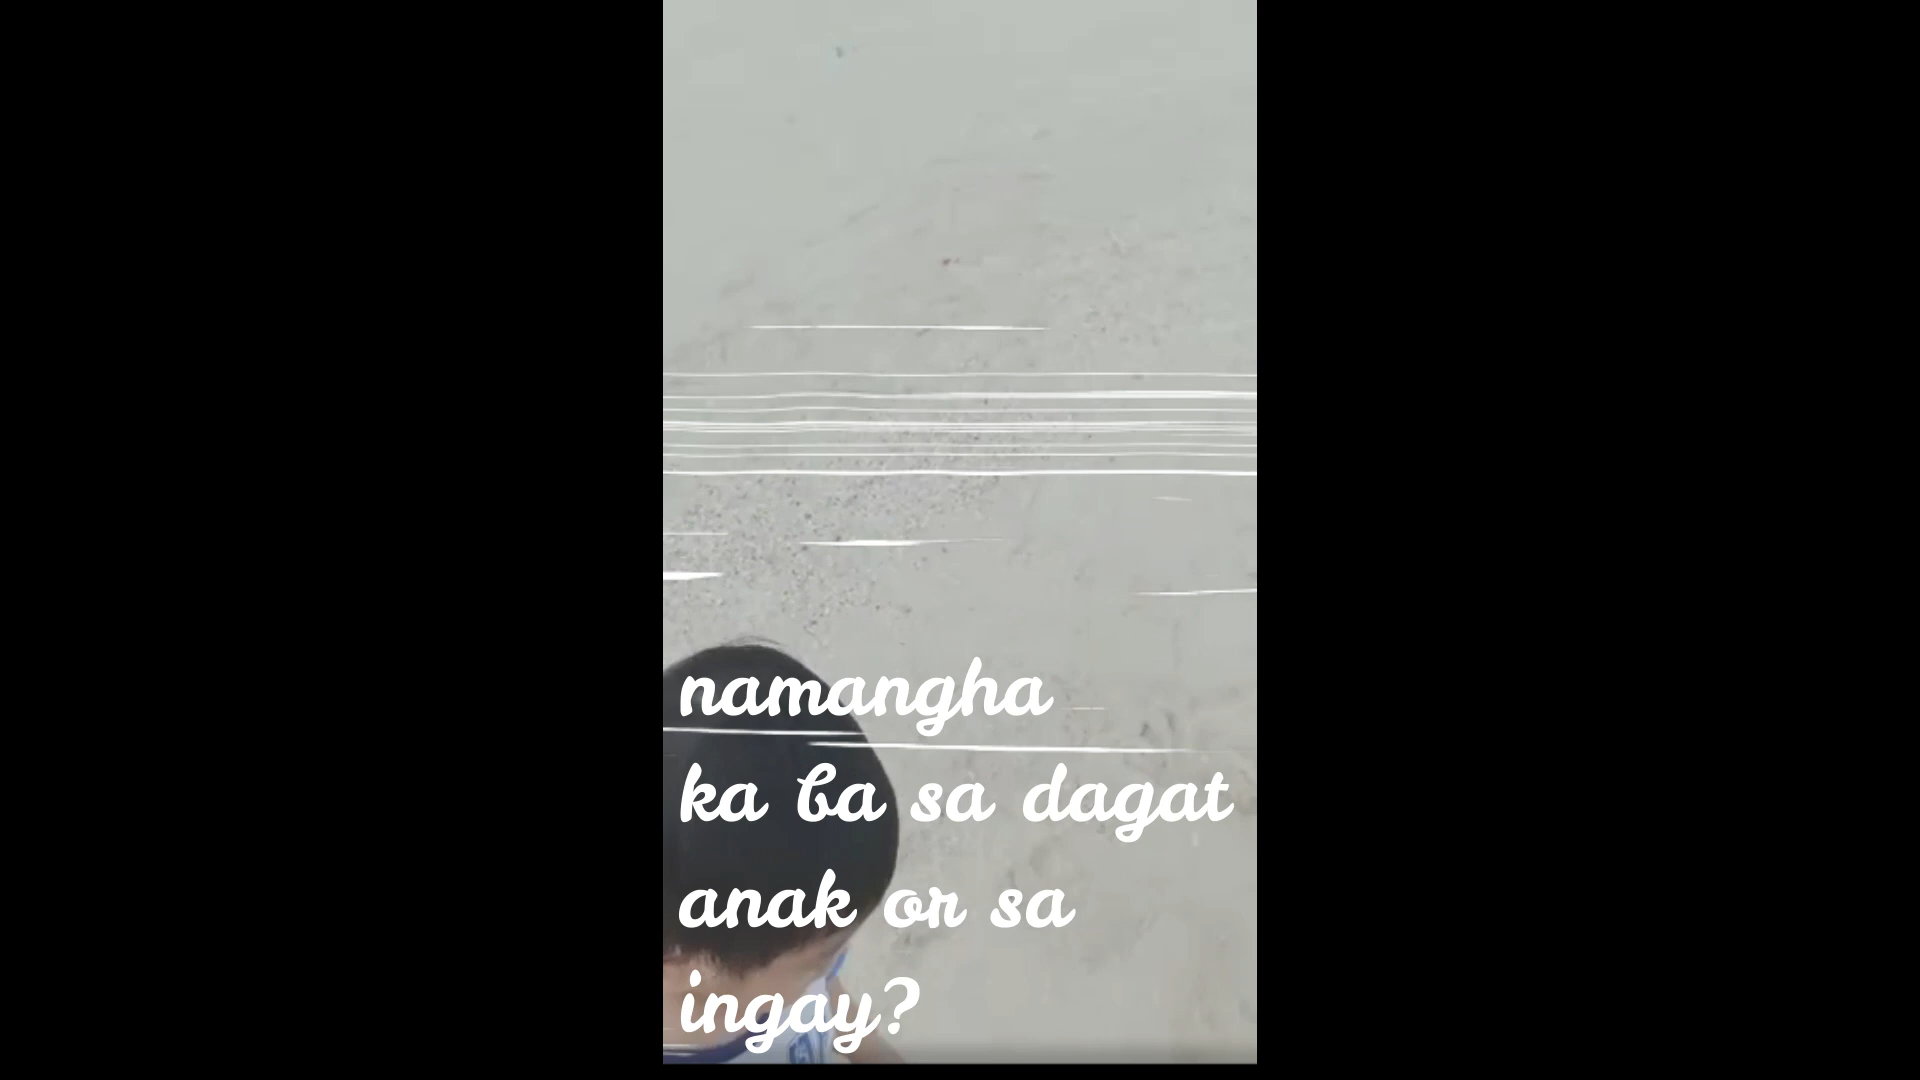 namangha
ka ba sa dagat
anak or sa
ingay?